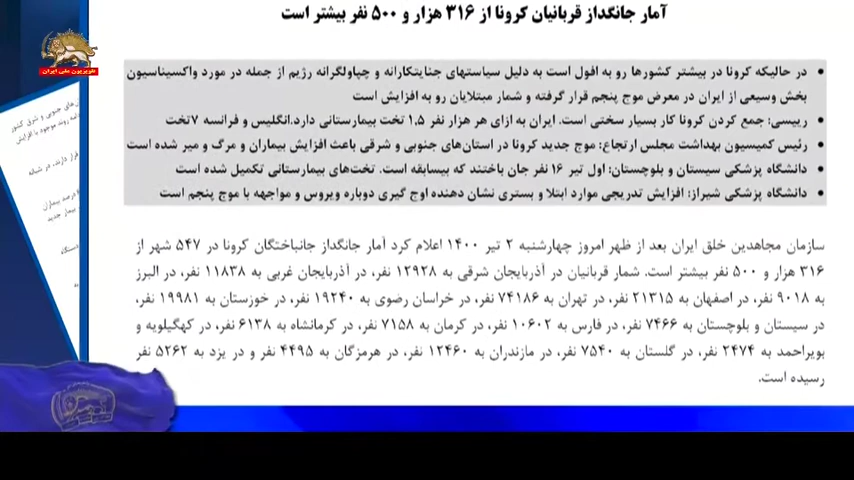 آمار جانگداز قربانیان کرونا از ۳۱۶ هزار و ۵۰۰ نفر بیشتر است
تلویزیون ملی ایران
• در حالیکه کرونا در بیشتر کشورها رو به افول است به دلیل سیاستهای جنایتکارانه و چپاولگرانه رژیم از جمله در مورد واکسیناسیون
بخش وسیعی از ایران در معرض موج پنجم قرار گرفته و شمار مبتلایان رو به افزایش است
• رییسی: جمع کردن کرونا کار بسیار سختی است. ایران به ازای هر هزار نفر ۱,۵ تخت بیمارستانی دارد.انگلیس و فرانسه ۷تخت
• رئیس کمیسیون بهداشت مجلس ارتجاع: موج جدید کرونا در استان‌های جنوبی و شرقی باعث افزایش بیماران و مرگ و میر شده است
• دانشگاه پزشکی سیستان و بلوچستان: اول تیر ۱۶ نفر جان باختند که بیسابقه است. تخت‌های بیمارستانی تکمیل شده است
• دانشگاه پزشکی شیراز: افزایش تدریجی موارد ابتلا و بستری نشان دهنده اوج گیری دوباره ویروس و مواجهه با موج پنجم است
سازمان مجاهدین خلق ایران بعد از ظهر امروز چهارشنبه ۲ تیر ۱۴۰۰ اعلام کرد آمار جانگداز جانباختگان کرونا در ۵۴۷ شهر از
۳۱۶ هزار و ۵۰۰ نفر بیشتر است. شمار قربانیان در آذربایجان شرقی به ۱۲۹۲۸ نفر، در آذربایجان غربی به ۱۱۸۳۸ نفر، در البرز
به ۹۰۱۸ نفر، در اصفهان به ۲۱۳۱۵ نفر، در تهران به ۷۴۱۸۶ نفر، در خراسان رضوی به ۱۹۲۴۰ نفر، در خوزستان به ۱۹۹۸۱ نفر،
در سیستان و بلوچستان به ۷۴۶۶ نفر، در فارس به ۱۰۶۰۲ نفر، در کرمان به ۷۱۵۸ نفر، در کرمانشاه به ۶۱۳۸ نفر، در کهگیلویه و
بویراحمد به ۲۴۷۴ نفر، در گلستان به ۷۵۴۰ نفر، در مازندران به ۱۲۴۶۰ نفر، در هرمزگان به ۴۴۹۵ نفر و در یزد به ۵۲۶۲ نفر
رسیده است.